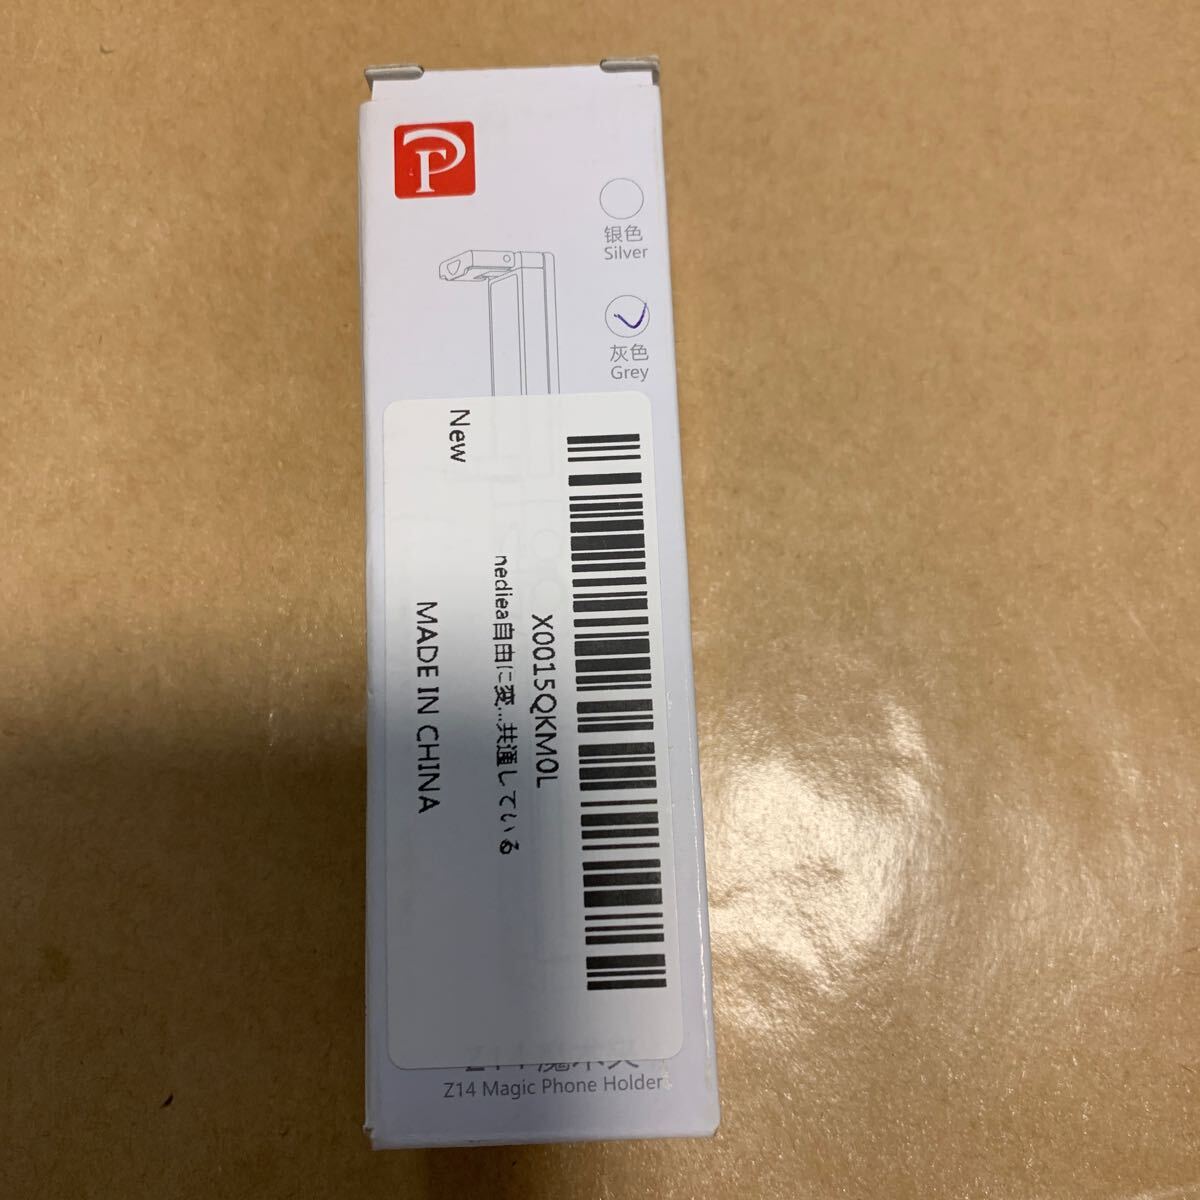 银色
Silver
灰色
Grey
New
X0015QKM0L
nediea自由に変...共通している
MADE IN CHINA
Z14 Magic Phone Holder